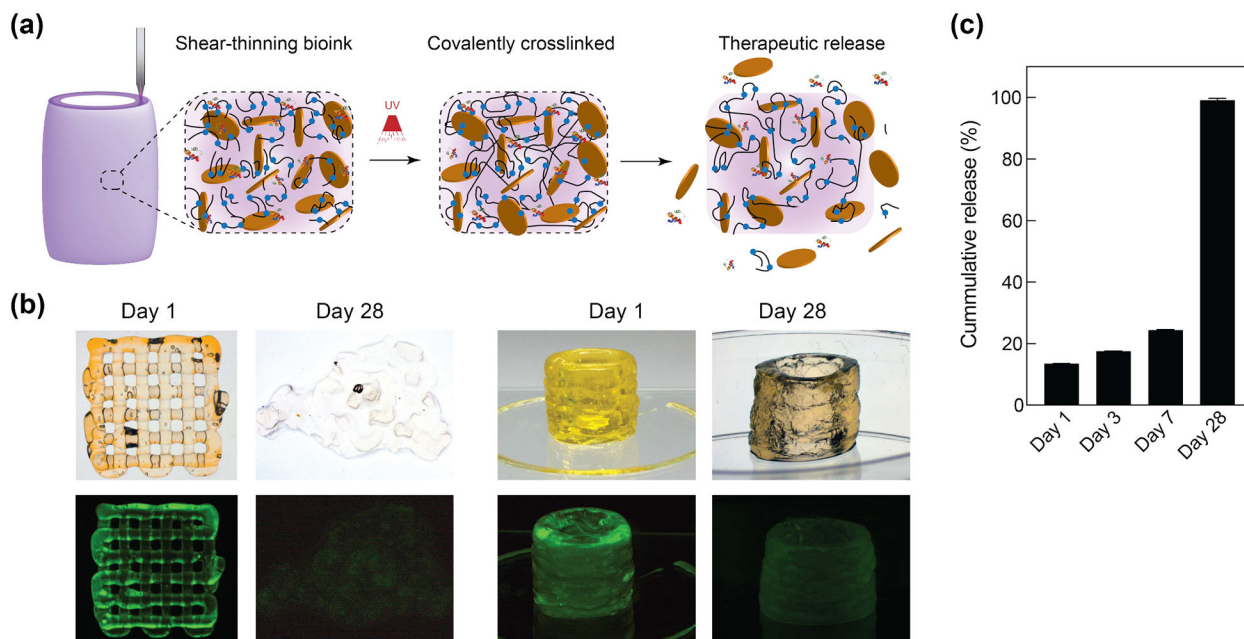 (a)
Shear-thinning bioink
Covalently crosslinked
Therapeutic release
UV
(b)
Day 1
Day 28
Day 1
Day 28
(c)
Cummulative release (%)
100
80
60
40
20
0
Day 1
Day 3
Day 7
Day 28